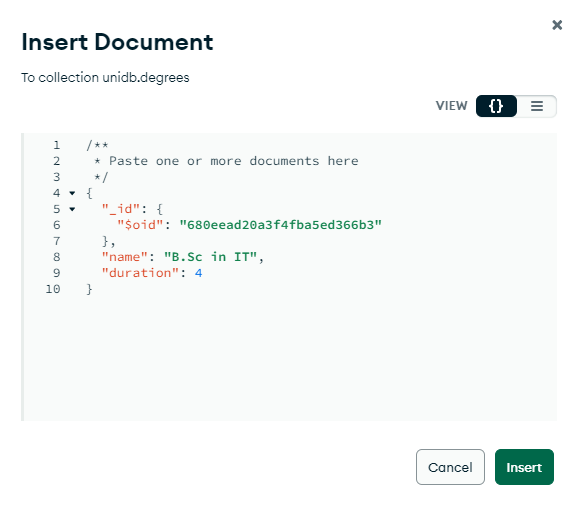 Insert Document
To collection unidb.degrees
VIEW {}
1 /**
2 * Paste one or more documents here
3 */
4 {
5 "_id": {
6 "$oid": "680eead20a3f4fba5ed366b3"
7 },
8 "name": "B.Sc in IT",
9 "duration": 4
10 }
Cancel Insert